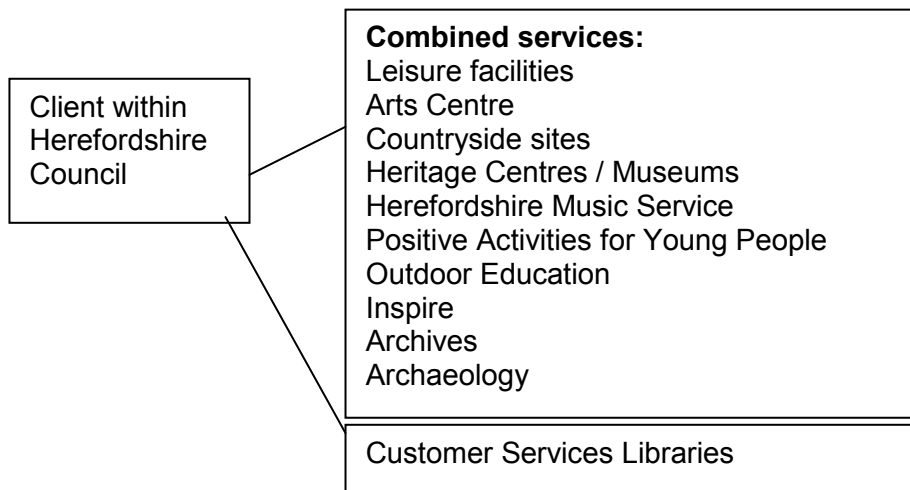 Client within
Herefordshire
Council
Combined services:
Leisure facilities
Arts Centre
Countryside sites
Heritage Centres / Museums
Herefordshire Music Service
Positive Activities for Young People
Outdoor Education
Inspire
Archives
Archaeology
Customer Services Libraries